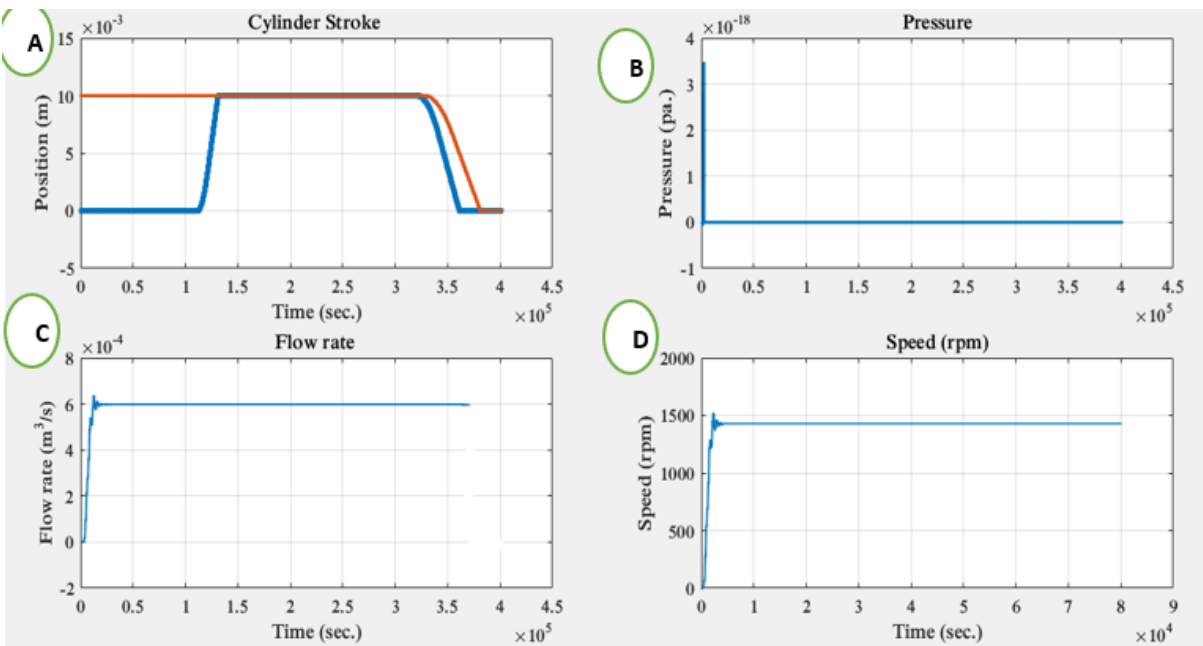 A
Cylinder Stroke
×10⁻³
15
10
5
0
-5
Position (m)
0 0.5 1 1.5 2 2.5 3 3.5 4 4.5
Time (sec.)
×10⁵
B
Pressure
×10⁻¹⁸
4
3
2
1
0
-1
Pressure (pa.)
0 0.5 1 1.5 2 2.5 3 3.5 4 4.5
×10⁵
C
Flow rate
×10⁻⁴
8
6
4
2
0
-2
Flow rate (m³/s)
0 0.5 1 1.5 2 2.5 3 3.5 4 4.5
Time (sec.)
×10⁵
D
Speed (rpm)
2000
1500
1000
500
0
Speed (rpm)
0 1 2 3 4 5 6 7 8 9
Time (sec.)
×10⁴